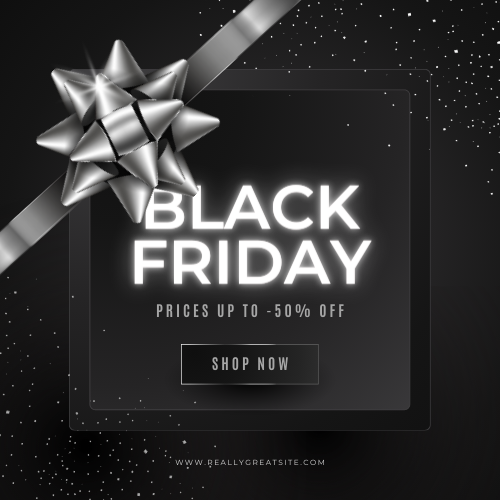 BLACK
FRIDAY
PRICES UP TO -50% OFF
SHOP NOW
WWW.REALLYGREATSITE.COM